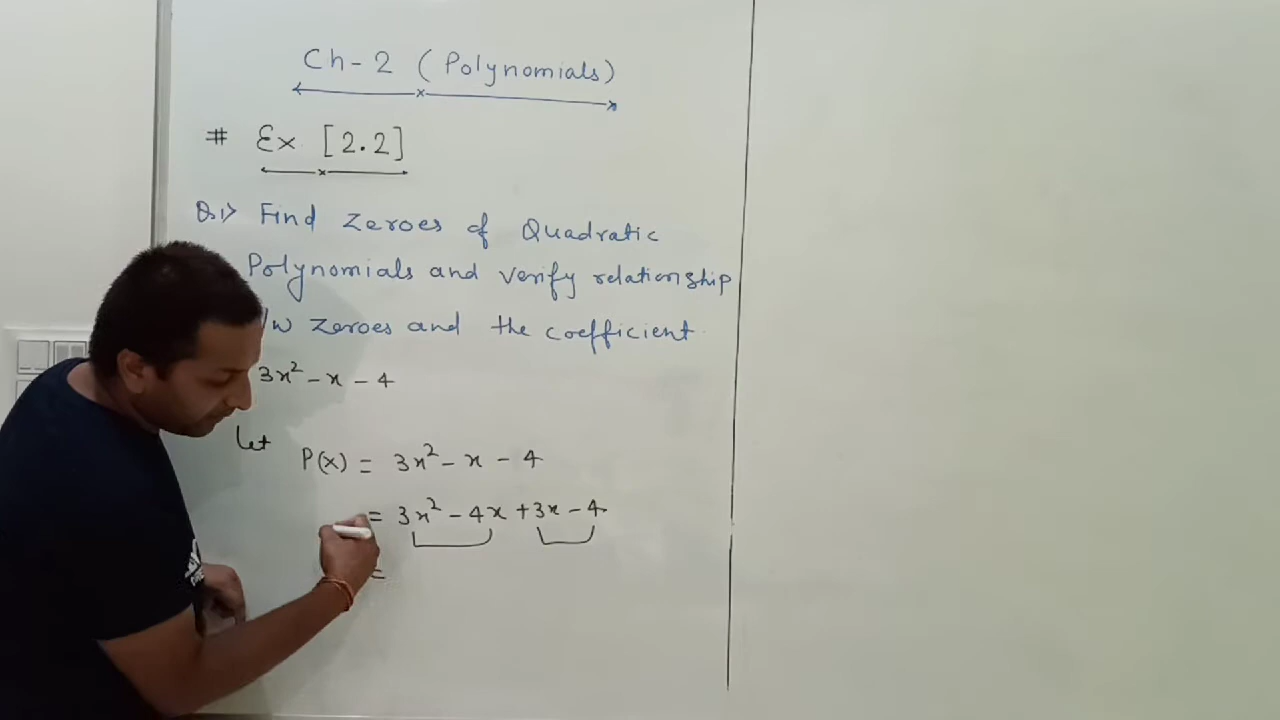 Ch-2 (Polynomials)
# Ex [2.2]
Q.1> Find Zeroes of Quadratic
Polynomials and verify relationship
/w zeroes and the coefficient.
3x² - x - 4
Let
P(x) = 3x² - x - 4
= 3x² - 4x + 3x - 4
=